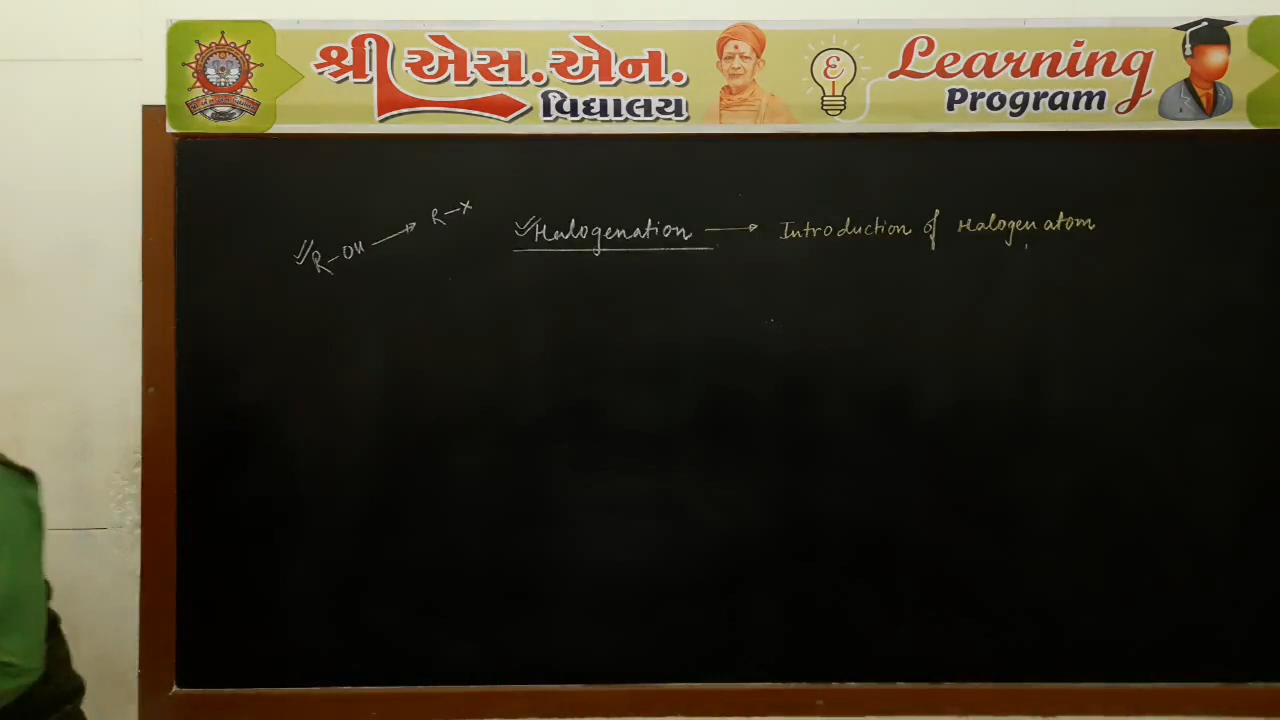 શ્રી એસ.એન.
વિદ્યાલય
ε
Learning
Program
R-OH → R-X
Halogenation → Introduction of Halogen atom